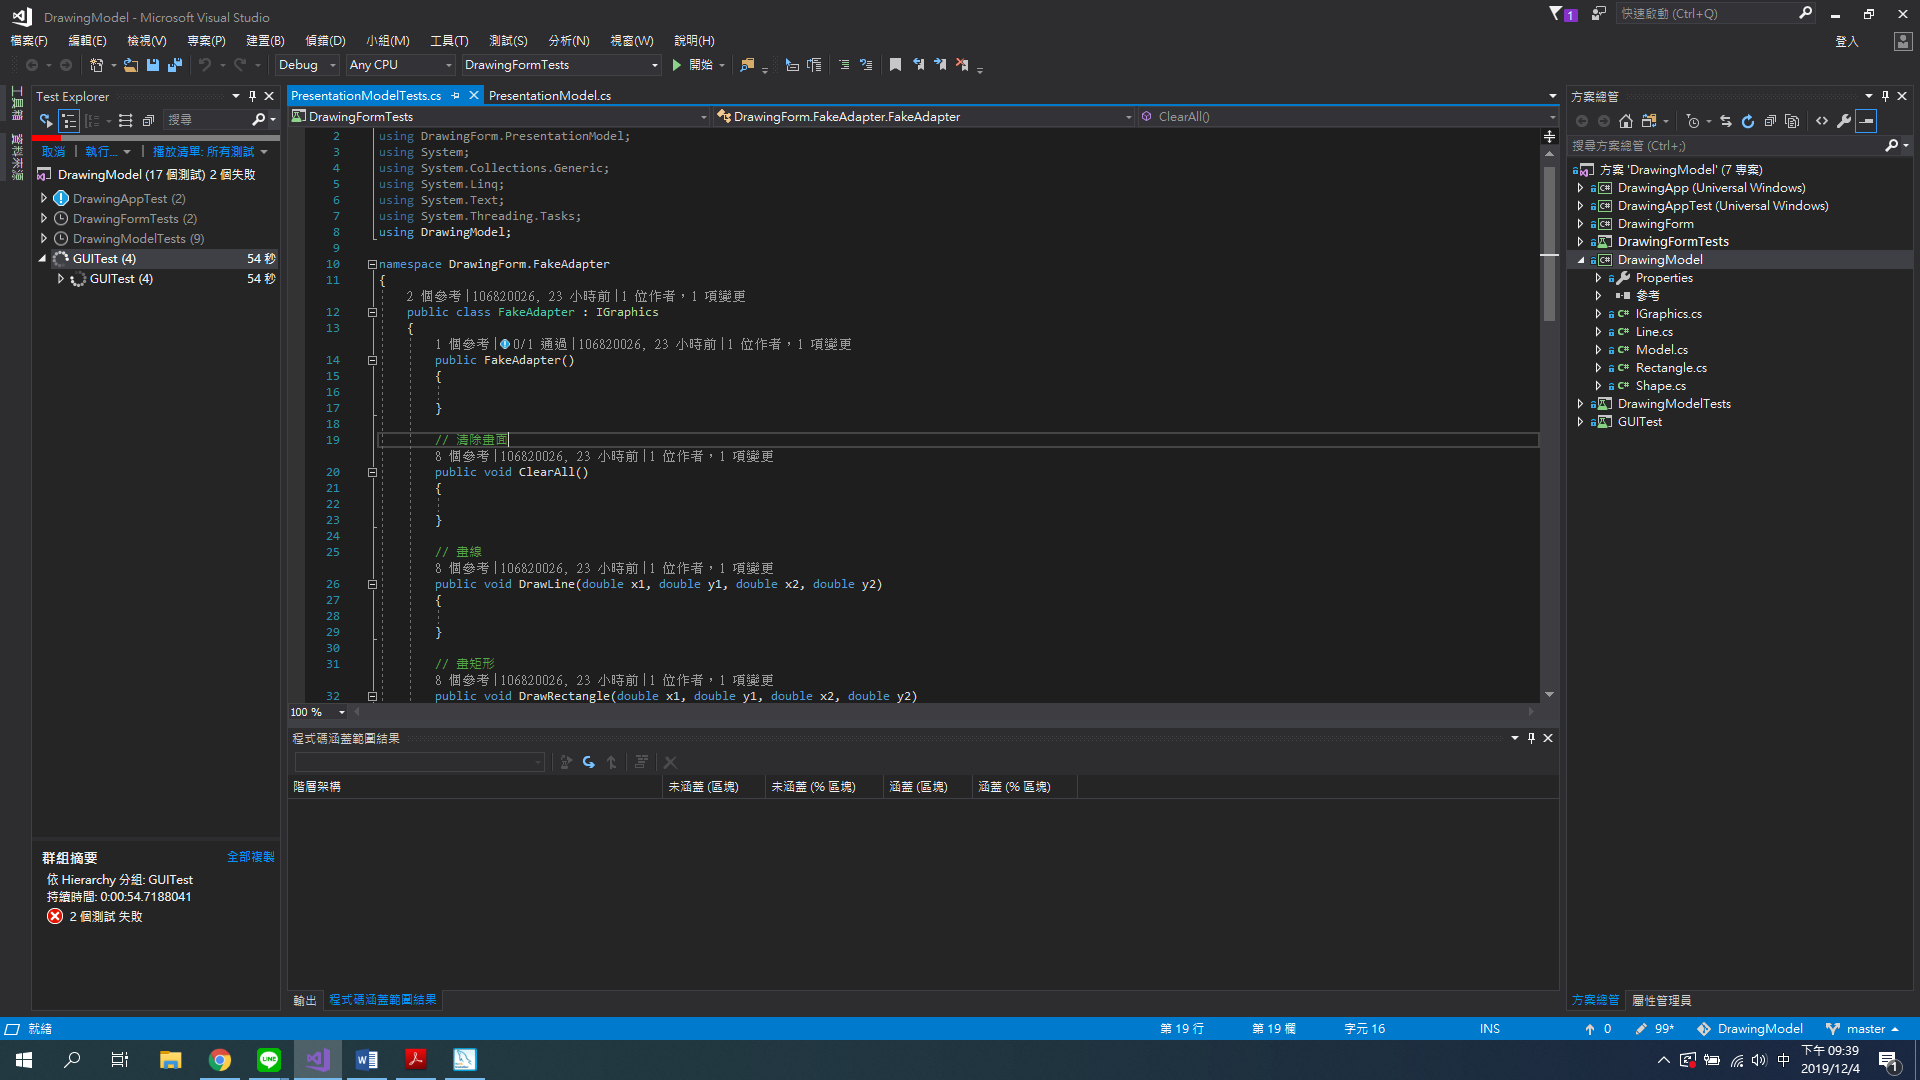 DrawingModel - Microsoft Visual Studio
1
快速啟動 (Ctrl+Q)
檔案(F) 編輯(E) 檢視(V) 專案(P) 建置(B) 偵錯(D) 小組(M) 工具(T) 測試(S) 分析(N) 視窗(W) 說明(H)
登入
Debug Any CPU DrawingFormTests 開始
工具箱
資料來源
Test Explorer
搜尋
取消 執行... 播放清單: 所有測試
DrawingModel (17 個測試) 2 個失敗
DrawingAppTest (2)
DrawingFormTests (2)
DrawingModelTests (9)
GUITest (4) 54 秒
GUITest (4) 54 秒
群組摘要 全部複製
依 Hierarchy 分組: GUITest
持續時間: 0:00:54.7188041
2 個測試 失敗
PresentationModelTests.cs PresentationModel.cs
DrawingFormTests DrawingForm.FakeAdapter.FakeAdapter ClearAll()
2 using DrawingForm.PresentationModel;
3 using System;
4 using System.Collections.Generic;
5 using System.Linq;
6 using System.Text;
7 using System.Threading.Tasks;
8 using DrawingModel;
9
10 namespace DrawingForm.FakeAdapter
11 {
2 個參考|106820026, 23 小時前|1 位作者，1 項變更
12 public class FakeAdapter : IGraphics
13 {
1 個參考|0/1 通過|106820026, 23 小時前|1 位作者，1 項變更
14 public FakeAdapter()
15 {
16
17 }
18
19 // 清除畫面
8 個參考|106820026, 23 小時前|1 位作者，1 項變更
20 public void ClearAll()
21 {
22
23 }
24
25 // 畫線
8 個參考|106820026, 23 小時前|1 位作者，1 項變更
26 public void DrawLine(double x1, double y1, double x2, double y2)
27 {
28
29 }
30
31 // 畫矩形
8 個參考|106820026, 23 小時前|1 位作者，1 項變更
32 public void DrawRectangle(double x1, double y1, double x2, double y2)
100 %
程式碼涵蓋範圍結果
階層架構 未涵蓋 (區塊) 未涵蓋 (% 區塊) 涵蓋 (區塊) 涵蓋 (% 區塊)
輸出 程式碼涵蓋範圍結果
方案總管
搜尋方案總管 (Ctrl+;)
方案 'DrawingModel' (7 專案)
DrawingApp (Universal Windows)
DrawingAppTest (Universal Windows)
DrawingForm
DrawingFormTests
DrawingModel
Properties
參考
IGraphics.cs
Line.cs
Model.cs
Rectangle.cs
Shape.cs
DrawingModelTests
GUITest
方案總管 屬性管理員
就緒 第 19 行 第 19 欄 字元 16 INS 0 99* DrawingModel master
中 下午 09:39
2019/12/4
1